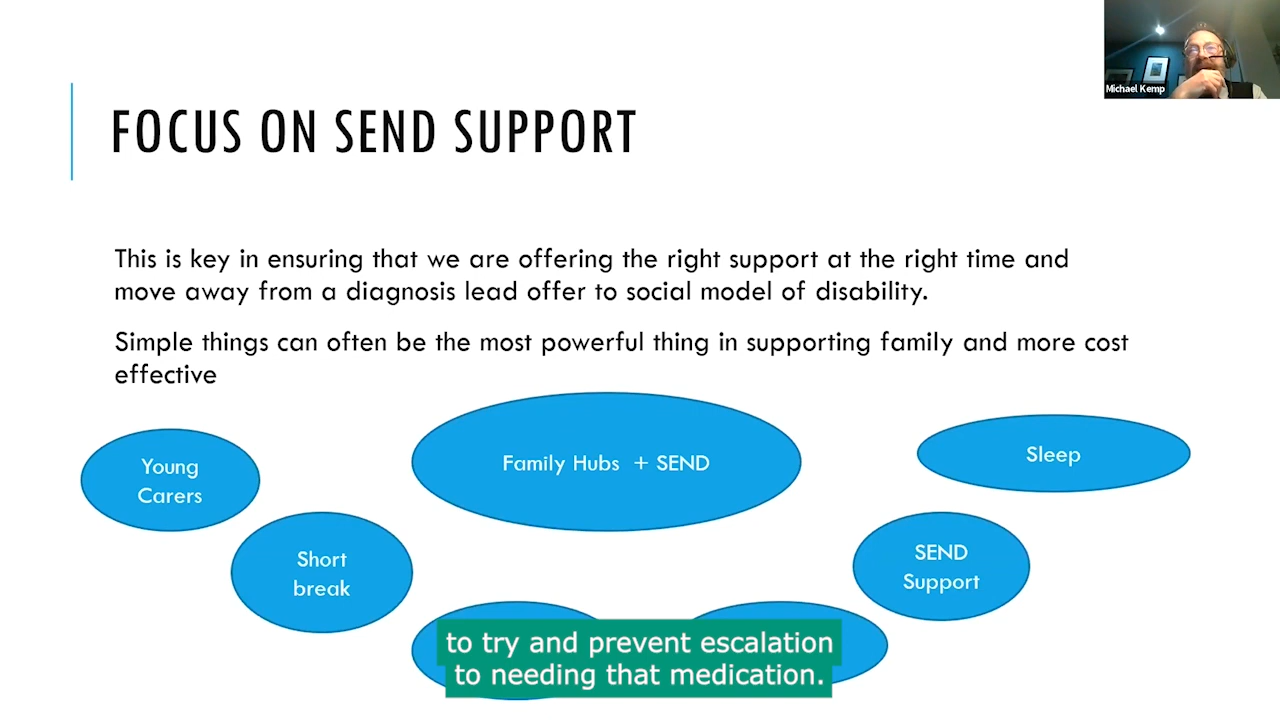 Michael Kemp
FOCUS ON SEND SUPPORT
This is key in ensuring that we are offering the right support at the right time and
move away from a diagnosis lead offer to social model of disability.
Simple things can often be the most powerful thing in supporting family and more cost
effective
Young
Carers
Family Hubs + SEND
Sleep
Short
break
SEND
Support
to try and prevent escalation
to needing that medication.